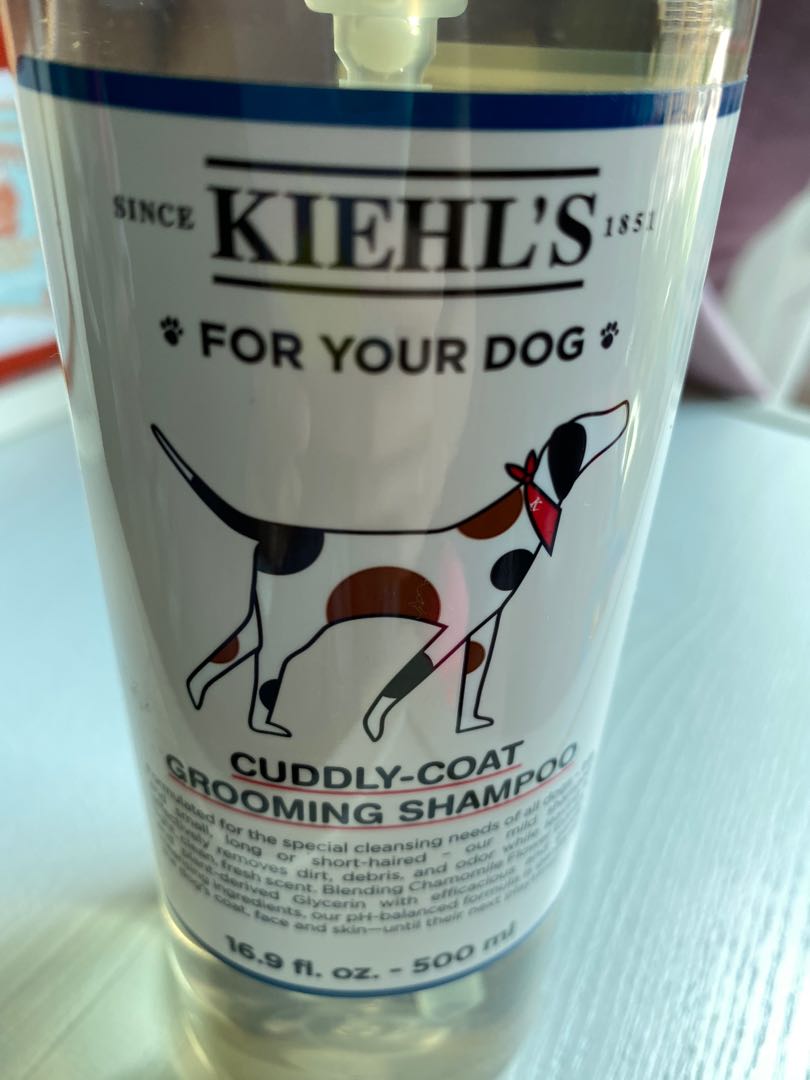 SINCE KIEHL'S 1851
FOR YOUR DOG
K
CUDDLY-COAT
GROOMING SHAMPOO
Formulated for the special cleansing needs of all
small, long or short-haired – our mild
removes dirt, debris, and odor while
clean, fresh scent. Blending Chamomile
plant-derived Glycerin with efficacious
ingredients, our pH-balanced formula
coat, face and skin—until their next
16.9 fl. oz. - 500 ml